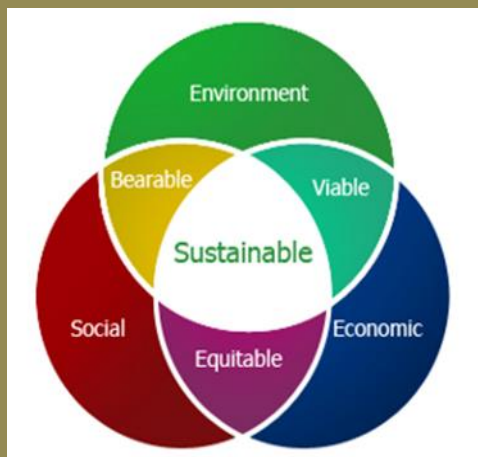 Environment
Bearable
Viable
Sustainable
Social
Economic
Equitable